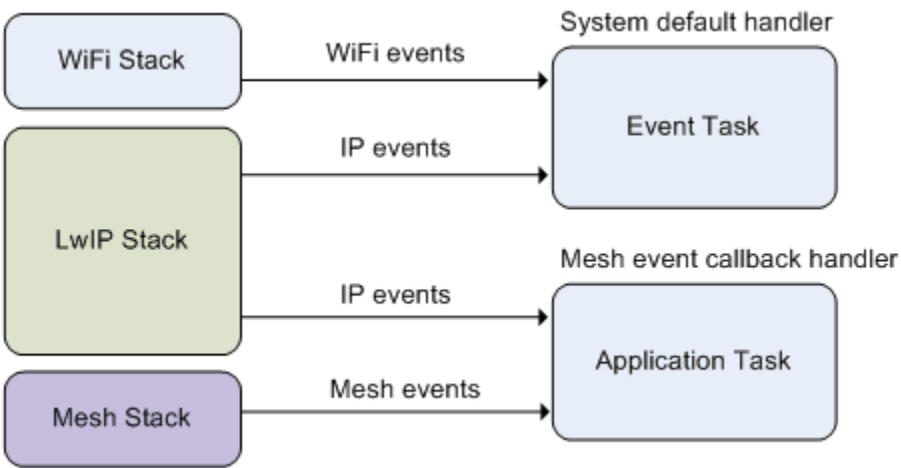 System default handler
WiFi Stack
WiFi events
Event Task
IP events
LwIP Stack
Mesh event callback handler
IP events
Application Task
Mesh events
Mesh Stack